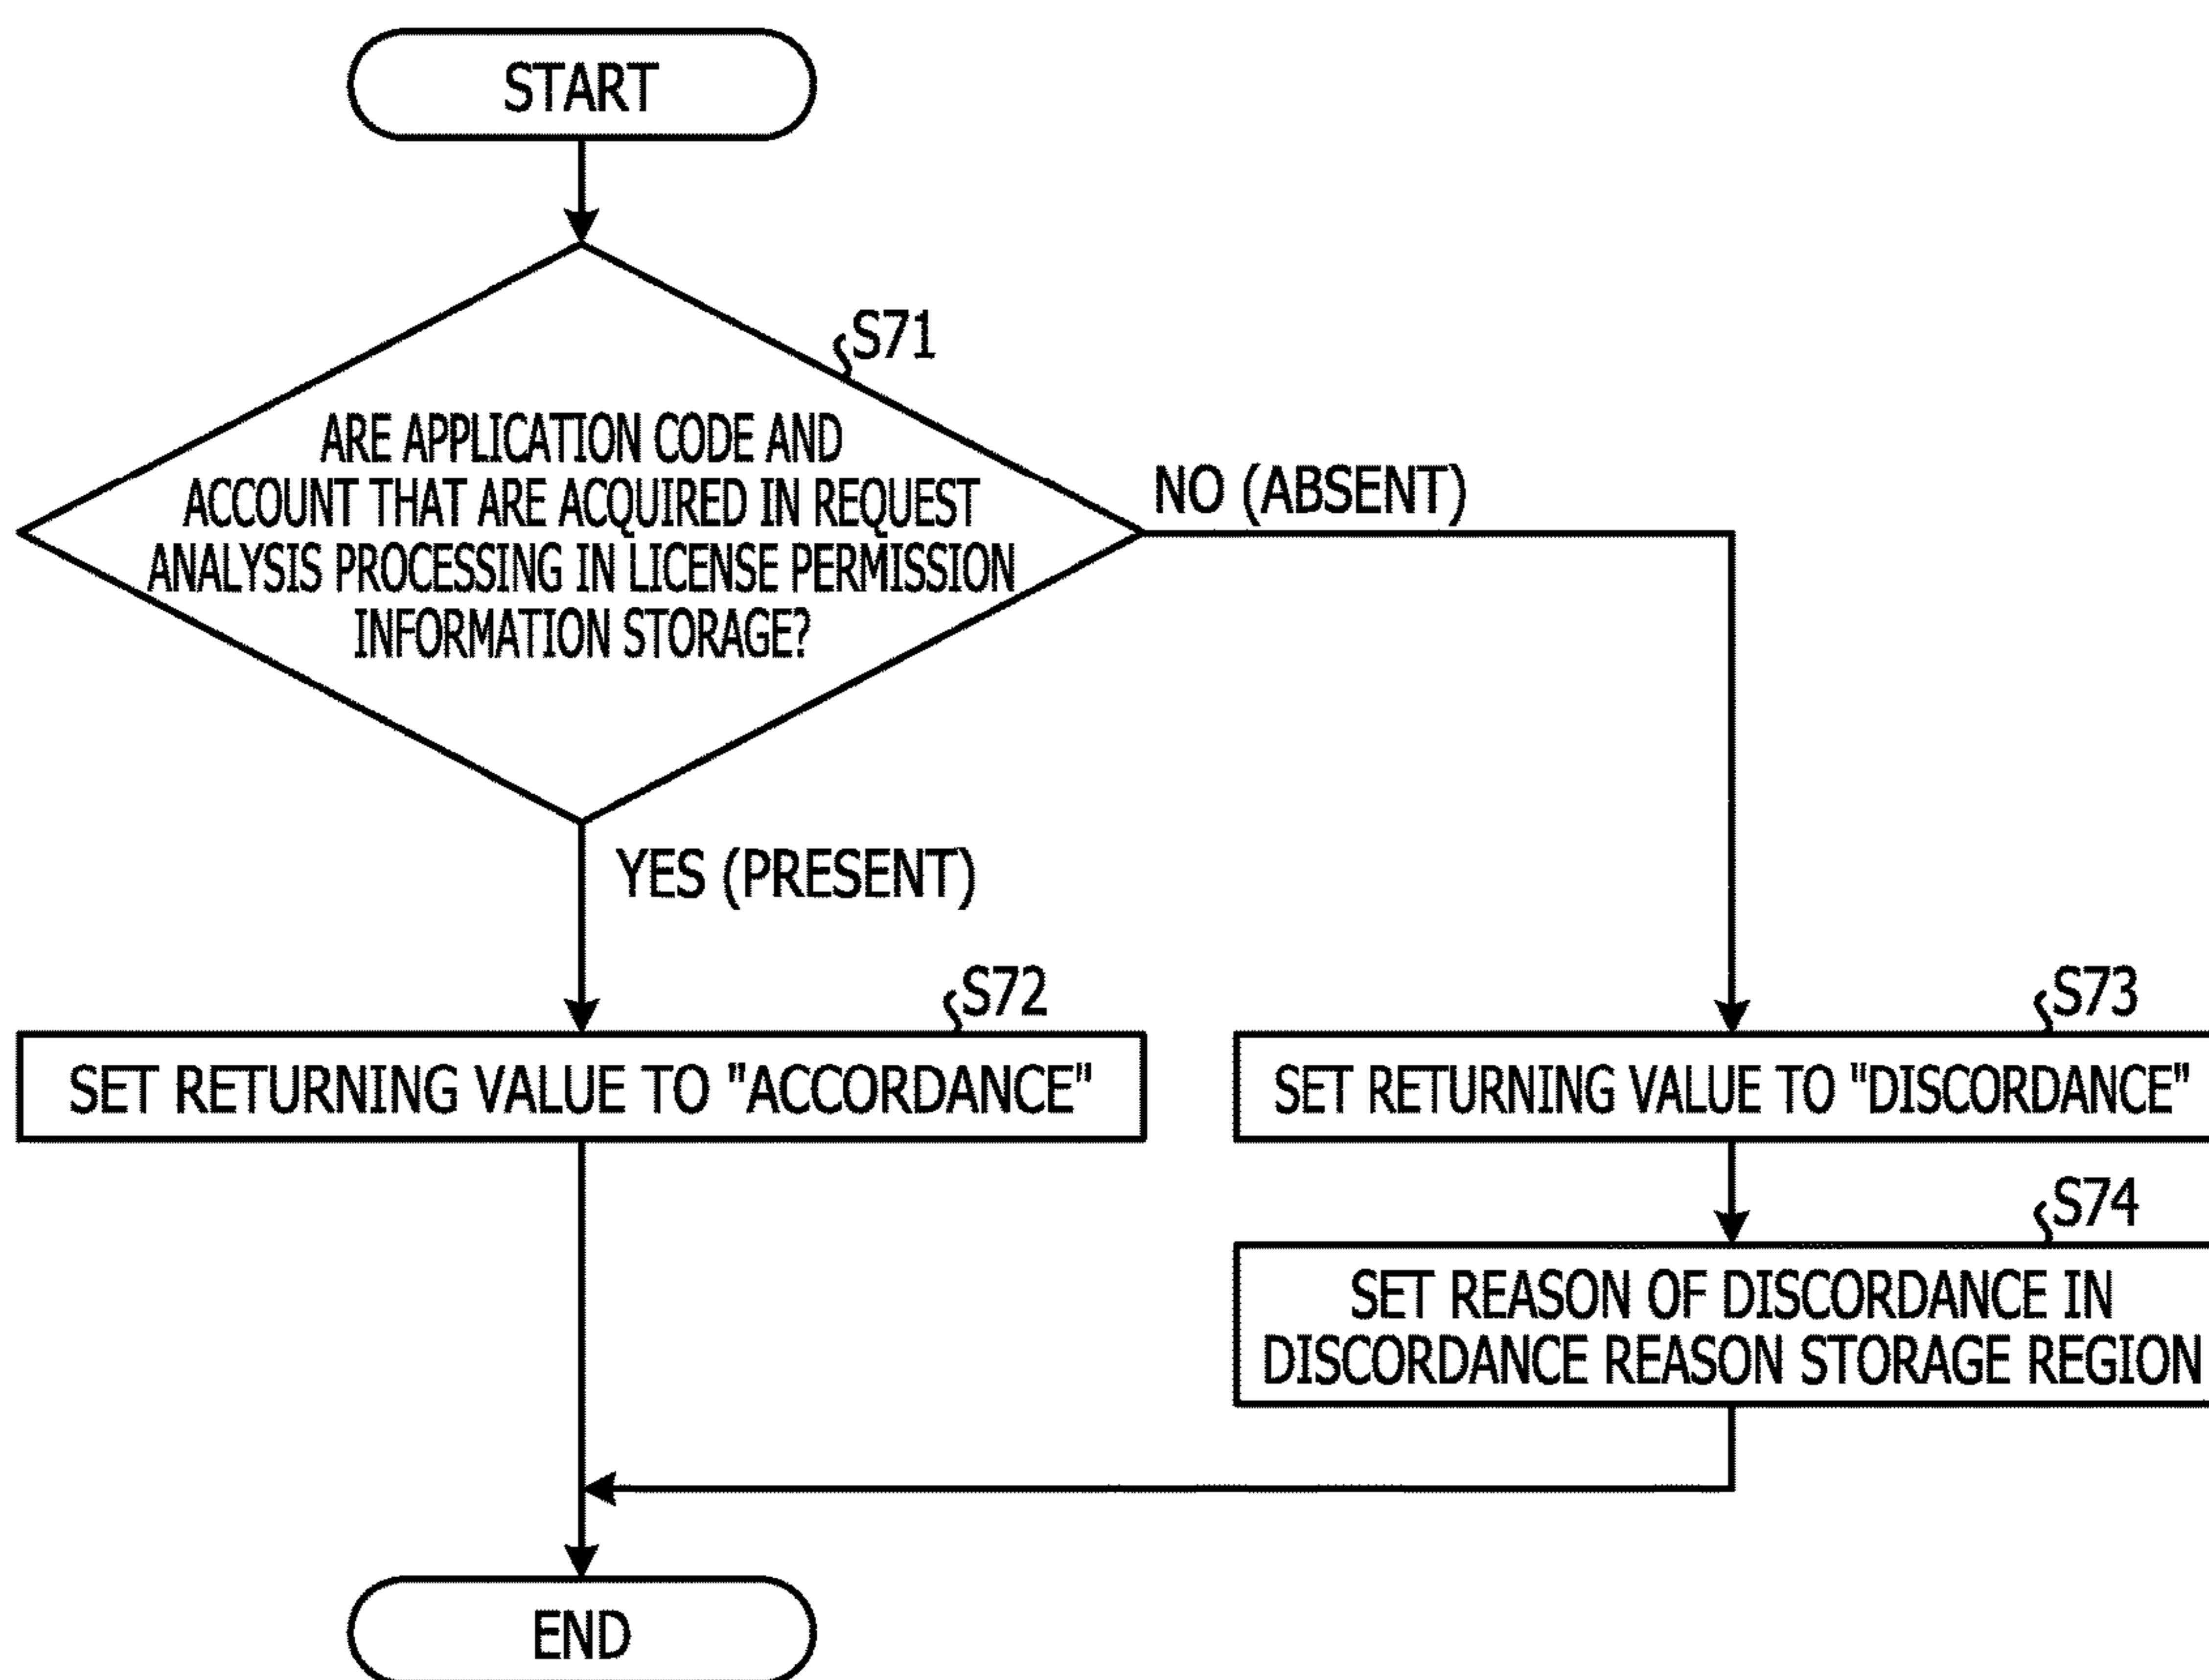 START
S71
ARE APPLICATION CODE AND
ACCOUNT THAT ARE ACQUIRED IN REQUEST
ANALYSIS PROCESSING IN LICENSE PERMISSION
INFORMATION STORAGE?
NO (ABSENT)
YES (PRESENT)
S72
SET RETURNING VALUE TO "ACCORDANCE"
S73
SET RETURNING VALUE TO "DISCORDANCE"
S74
SET REASON OF DISCORDANCE IN
DISCORDANCE REASON STORAGE REGION
END